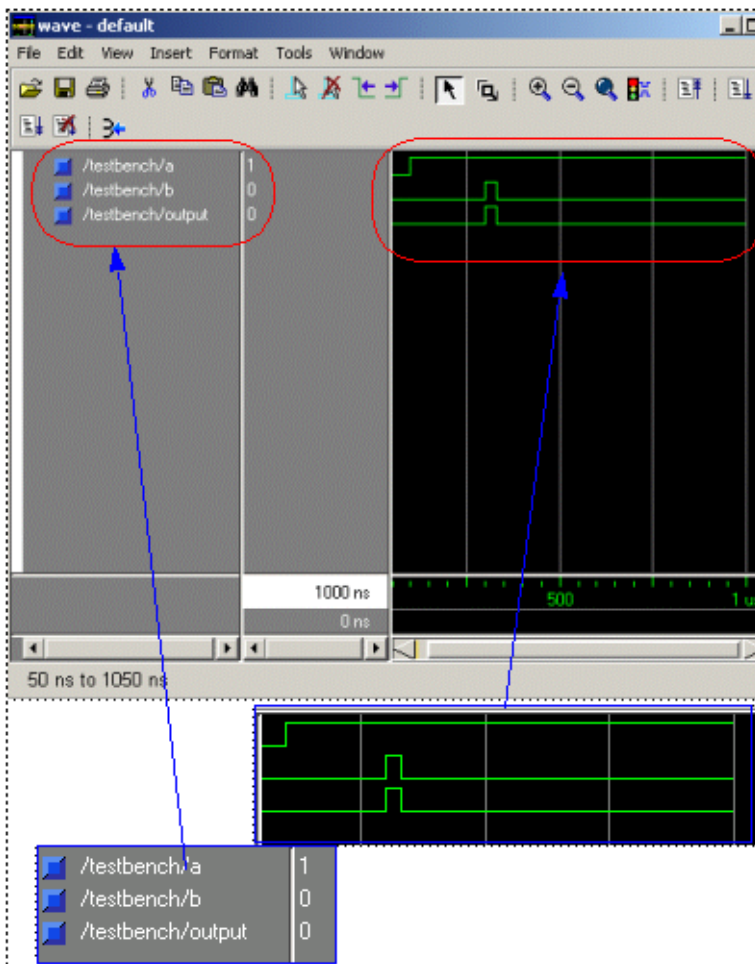 wave - default
File Edit View Insert Format Tools Window
/testbench/a 1
/testbench/b 0
/testbench/output 0
1000 ns
0 ns
500
1 u
50 ns to 1050 ns
/testbench/a 1
/testbench/b 0
/testbench/output 0